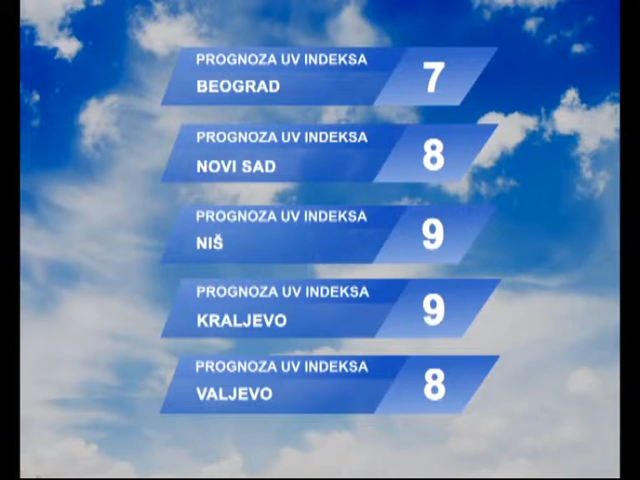 PROGNOZA UV INDEKSA
BEOGRAD
7
PROGNOZA UV INDEKSA
NOVI SAD
8
PROGNOZA UV INDEKSA
NIŠ
9
PROGNOZA UV INDEKSA
KRALJEVO
9
PROGNOZA UV INDEKSA
VALJEVO
8